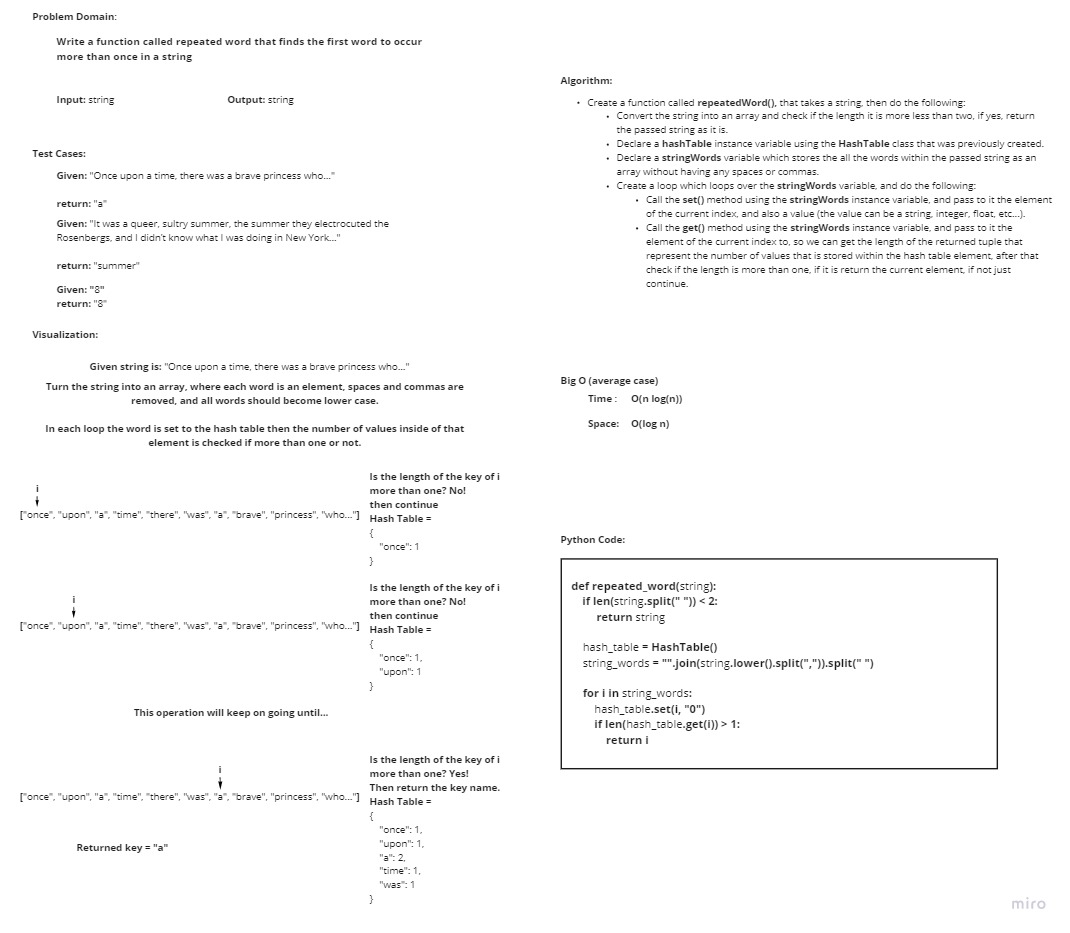 Problem Domain:
Write a function called repeated word that finds the first word to occur
more than once in a string
Input: string
Output: string
Test Cases:
Given: "Once upon a time, there was a brave princess who..."
return: "a"
Given: "It was a queer, sultry summer, the summer they electrocuted the
Rosenbergs, and I didn't know what I was doing in New York..."
return: "summer"
Given: "8"
return: "8"
Visualization:
Given string is: "Once upon a time, there was a brave princess who..."
Turn the string into an array, where each word is an element, spaces and commas are
removed, and all words should become lower case.
In each loop the word is set to the hash table then the number of values inside of that
element is checked if more than one or not.
i
["once", "upon", "a", "time", "there", "was", "a", "brave", "princess", "who..."]
Is the length of the key of i
more than one? No!
then continue
Hash Table =
{
"once": 1
}
i
["once", "upon", "a", "time", "there", "was", "a", "brave", "princess", "who..."]
Is the length of the key of i
more than one? No!
then continue
Hash Table =
{
"once": 1,
"upon": 1
}
This operation will keep on going until...
i
["once", "upon", "a", "time", "there", "was", "a", "brave", "princess", "who..."]
Is the length of the key of i
more than one? Yes!
Then return the key name.
Hash Table =
{
"once": 1,
"upon": 1,
"a": 2,
"time": 1,
"was": 1
}
Returned key = "a"
Algorithm:
• Create a function called repeatedWord(), that takes a string, then do the following:
• Convert the string into an array and check if the length it is more less than two, if yes, return
the passed string as it is.
• Declare a hashTable instance variable using the HashTable class that was previously created.
• Declare a stringWords variable which stores the all the words within the passed string as an
array without having any spaces or commas.
• Create a loop which loops over the stringWords variable, and do the following:
• Call the set() method using the stringWords instance variable, and pass to it the element
of the current index, and also a value (the value can be a string, integer, float, etc...).
• Call the get() method using the stringWords instance variable, and pass to it the
element of the current index to, so we can get the length of the returned tuple that
represent the number of values that is stored within the hash table element, after that
check if the length is more than one, if it is return the current element, if not just
continue.
Big O (average case)
Time : O(n log(n))
Space: O(log n)
Python Code:
def repeated_word(string):
if len(string.split(" ")) < 2:
return string
hash_table = HashTable()
string_words = "".join(string.lower().split(",")).split(" ")
for i in string_words:
hash_table.set(i, "0")
if len(hash_table.get(i)) > 1:
return i
miro